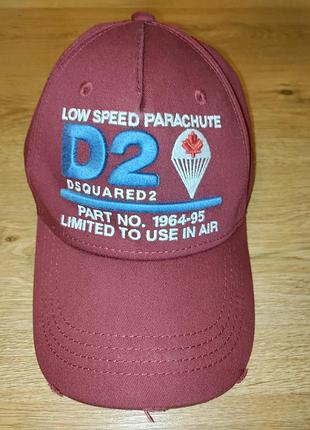 LOW SPEED PARACHUTE
D2
DSQUARED2
PART NO. 1964-95
LIMITED TO USE IN AIR